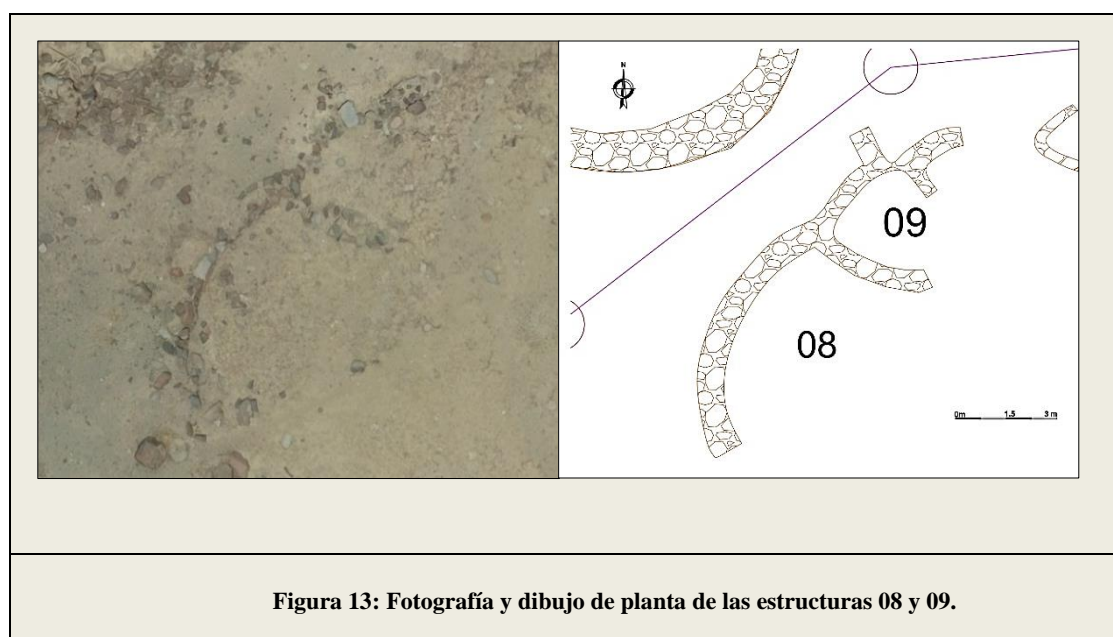 N
09
08
0m 1.5 3 m
Figura 13: Fotografía y dibujo de planta de las estructuras 08 y 09.